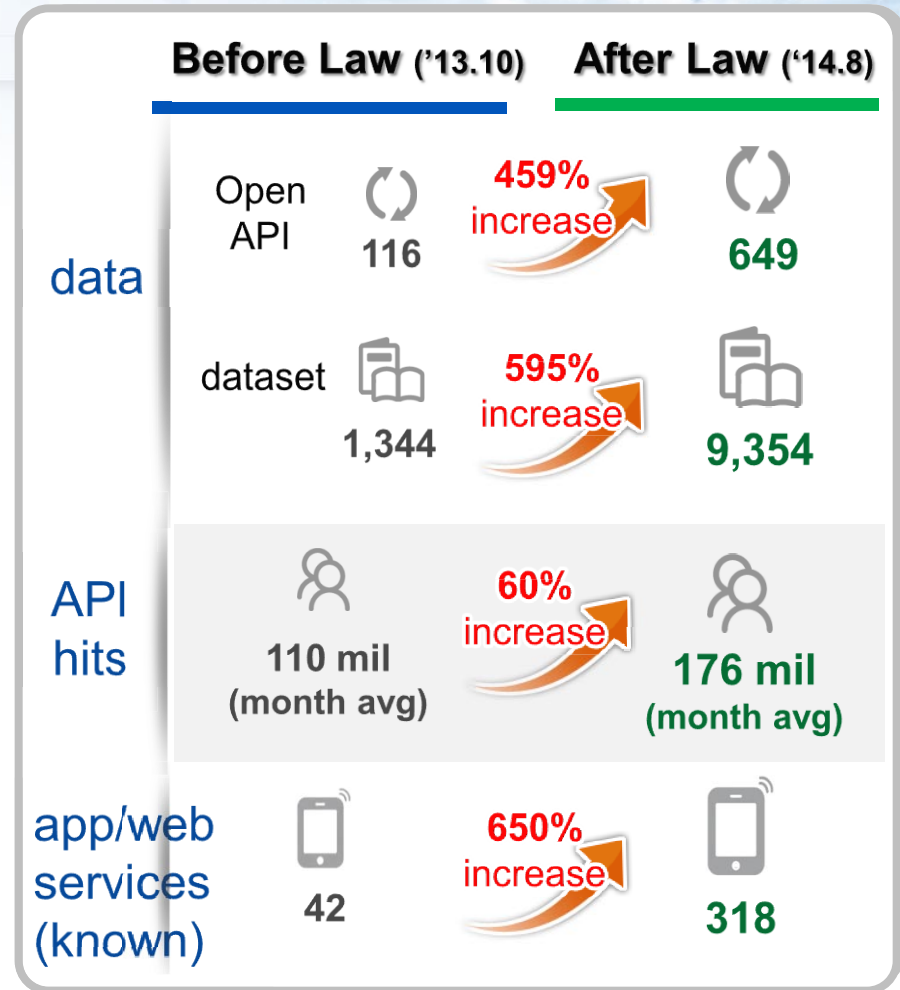 Before Law ('13.10)
After Law (‘14.8)
data
Open
API
116
459%
increase
649
dataset
1,344
595%
increase
9,354
API
hits
110 mil
(month avg)
60%
increase
176 mil
(month avg)
app/web
services
(known)
42
650%
increase
318